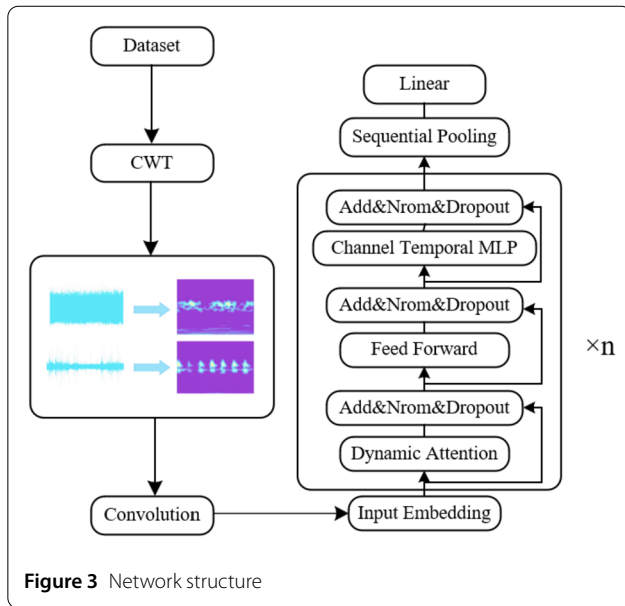 Dataset
CWT
Convolution
Linear
Sequential Pooling
Add&Nrom&Dropout
Channel Temporal MLP
Add&Nrom&Dropout
Feed Forward
Add&Nrom&Dropout
Dynamic Attention
Input Embedding
×n
Figure 3 Network structure